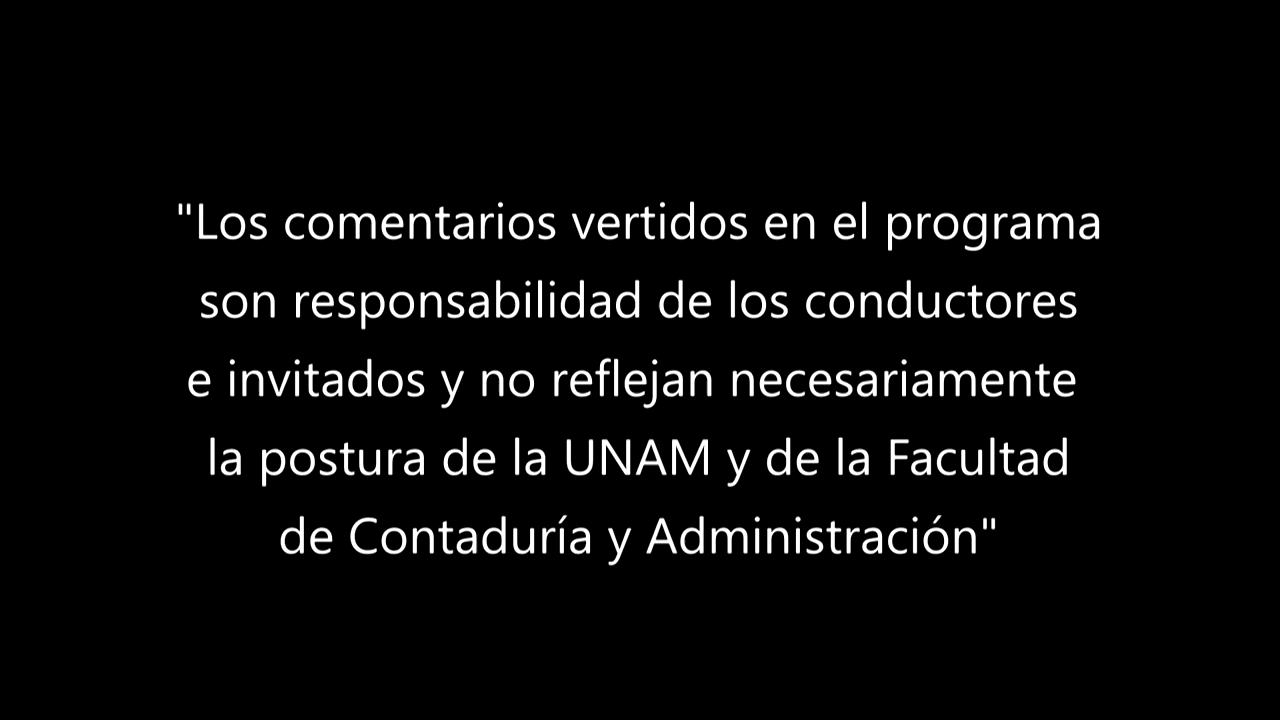 "Los comentarios vertidos en el programa
son responsabilidad de los conductores
e invitados y no reflejan necesariamente
la postura de la UNAM y de la Facultad
de Contaduría y Administración"